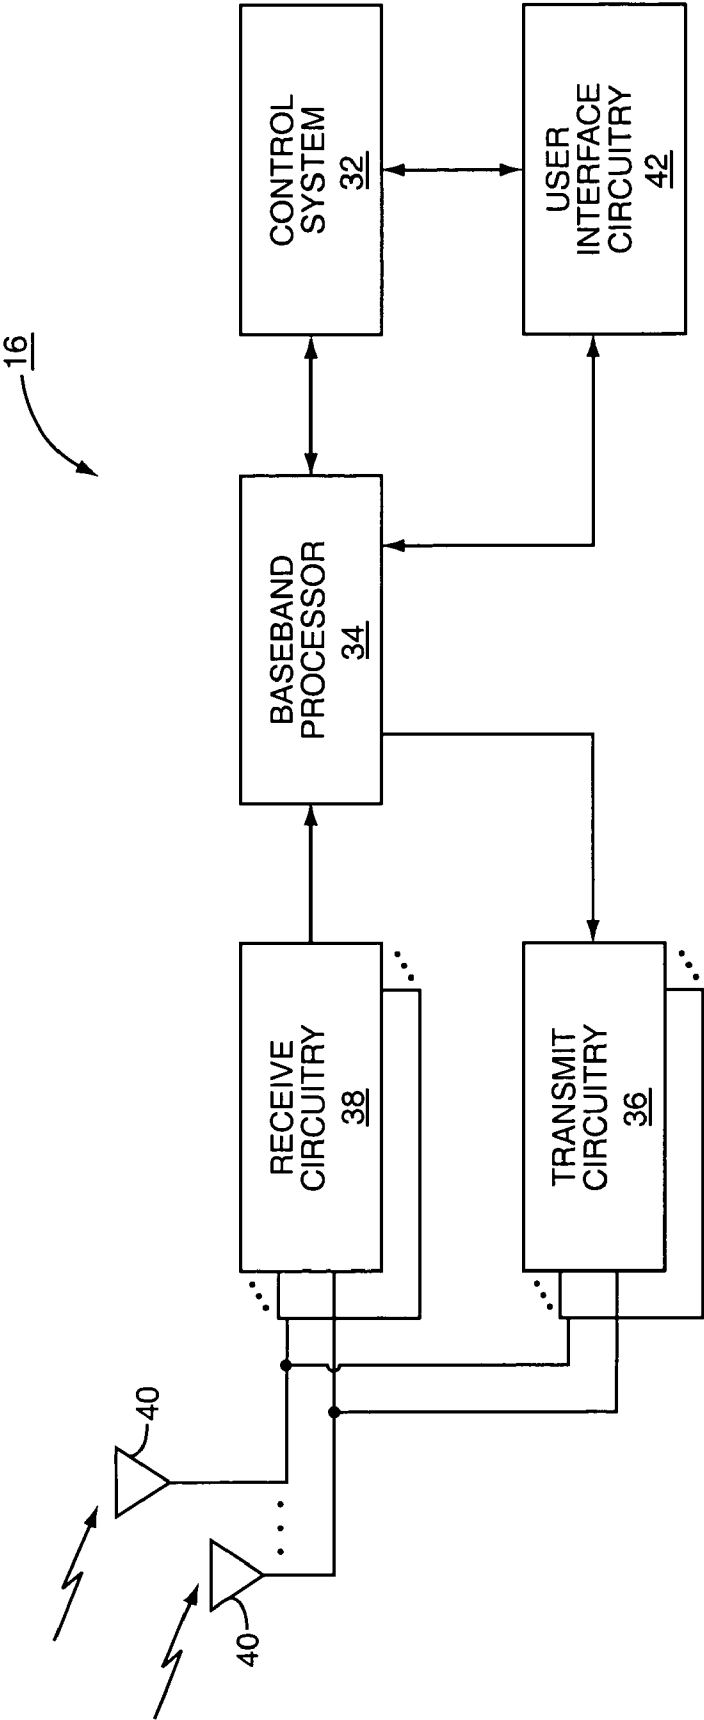 16
40
40
RECEIVE
CIRCUITRY
38
BASEBAND
PROCESSOR
34
CONTROL
SYSTEM
32
TRANSMIT
CIRCUITRY
36
USER
INTERFACE
CIRCUITRY
42